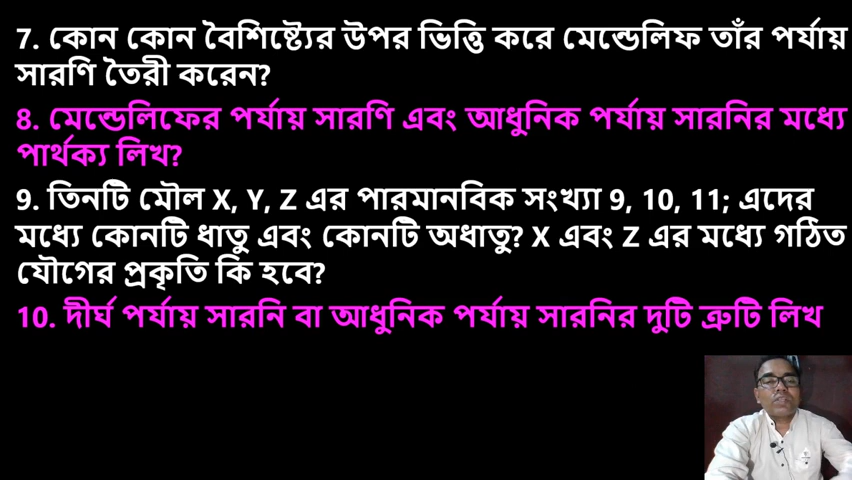 7. কোন কোন বৈশিষ্ট্যের উপর ভিত্তি করে মেন্ডেলিফ তাঁর পর্যায়
সারণি তৈরী করেন?
8. মেন্ডেলিফের পর্যায় সারণি এবং আধুনিক পর্যায় সারনির মধ্যে
পার্থক্য লিখ?
9. তিনটি মৌল X, Y, Z এর পারমানবিক সংখ্যা 9, 10, 11; এদের
মধ্যে কোনটি ধাতু এবং কোনটি অধাতু? X এবং Z এর মধ্যে গঠিত
যৌগের প্রকৃতি কি হবে?
10. দীর্ঘ পর্যায় সারনি বা আধুনিক পর্যায় সারনির দুটি ত্রুটি লিখ